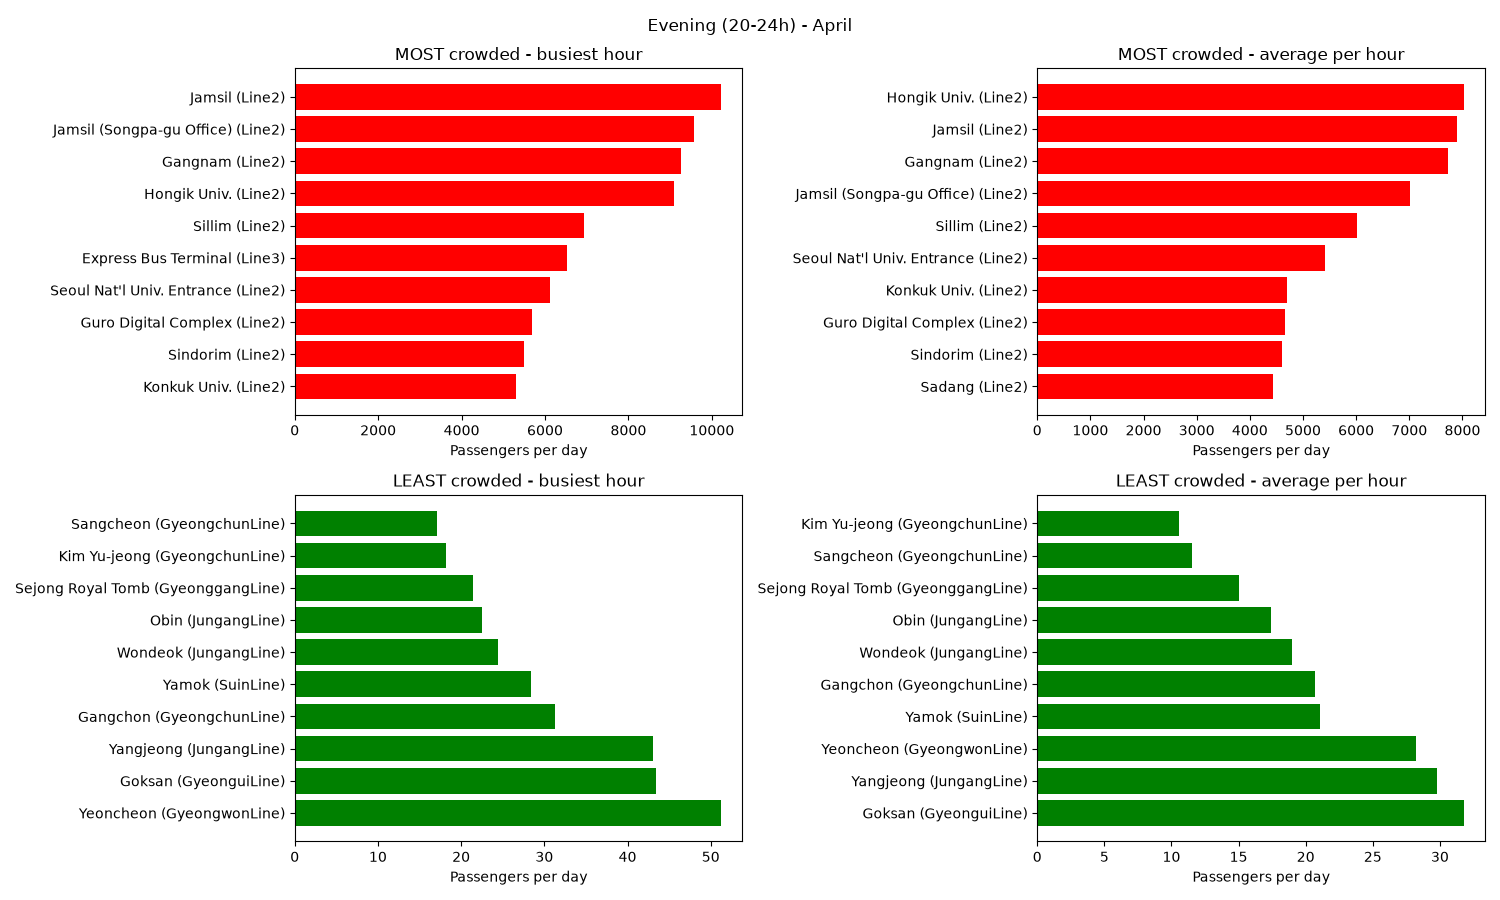 Evening (20-24h) - April
MOST crowded - busiest hour
Jamsil (Line2)
Jamsil (Songpa-gu Office) (Line2)
Gangnam (Line2)
Hongik Univ. (Line2)
Sillim (Line2)
Express Bus Terminal (Line3)
Seoul Nat'l Univ. Entrance (Line2)
Guro Digital Complex (Line2)
Sindorim (Line2)
Konkuk Univ. (Line2)
0 2000 4000 6000 8000 10000
Passengers per day
MOST crowded - average per hour
Hongik Univ. (Line2)
Jamsil (Line2)
Gangnam (Line2)
Jamsil (Songpa-gu Office) (Line2)
Sillim (Line2)
Seoul Nat'l Univ. Entrance (Line2)
Konkuk Univ. (Line2)
Guro Digital Complex (Line2)
Sindorim (Line2)
Sadang (Line2)
0 1000 2000 3000 4000 5000 6000 7000 8000
Passengers per day
LEAST crowded - busiest hour
Sangcheon (GyeongchunLine)
Kim Yu-jeong (GyeongchunLine)
Sejong Royal Tomb (GyeonggangLine)
Obin (JungangLine)
Wondeok (JungangLine)
Yamok (SuinLine)
Gangchon (GyeongchunLine)
Yangjeong (JungangLine)
Goksan (GyeonguiLine)
Yeoncheon (GyeongwonLine)
0 10 20 30 40 50
Passengers per day
LEAST crowded - average per hour
Kim Yu-jeong (GyeongchunLine)
Sangcheon (GyeongchunLine)
Sejong Royal Tomb (GyeonggangLine)
Obin (JungangLine)
Wondeok (JungangLine)
Gangchon (GyeongchunLine)
Yamok (SuinLine)
Yeoncheon (GyeongwonLine)
Yangjeong (JungangLine)
Goksan (GyeonguiLine)
0 5 10 15 20 25 30
Passengers per day